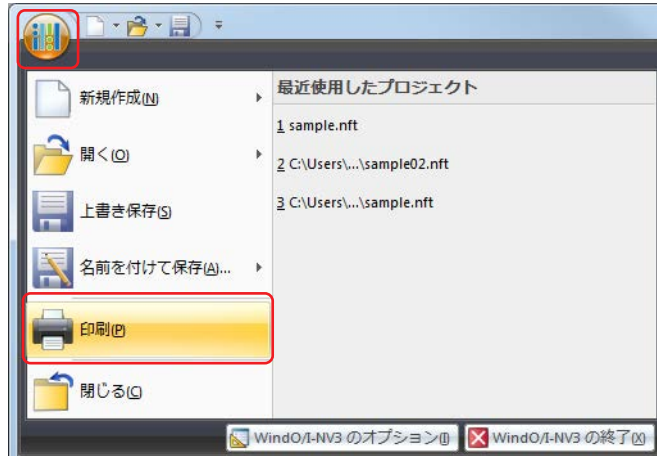 新規作成(N)
開く(O)
上書き保存(S)
名前を付けて保存(A)...
印刷(P)
閉じる(C)
最近使用したプロジェクト
1 sample.nft
2 C:\Users\...\sample02.nft
3 C:\Users\...\sample.nft
WindO/I-NV3 のオプション(I)
WindO/I-NV3 の終了(X)